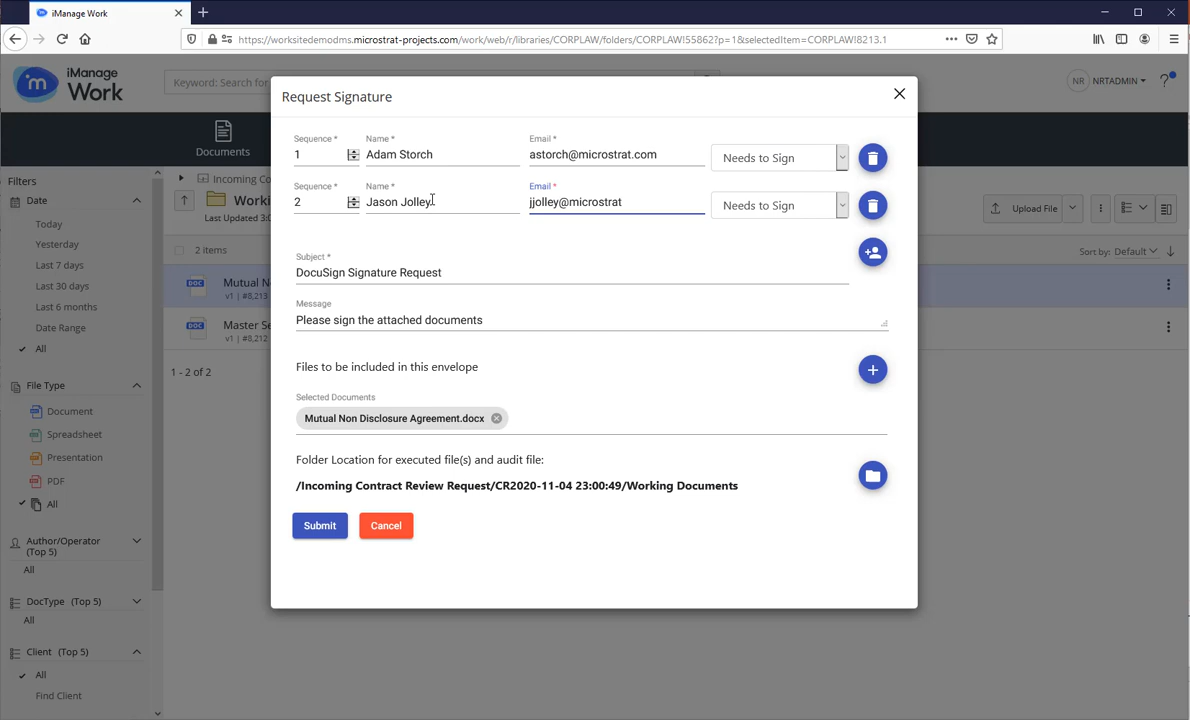 iManage Work
https://worksitedemodms.microstrat-projects.com/work/web/r/libraries/CORPLAW/folders/CORPLAW!55862?p=1&selectedItem=CORPLAW!8213.1
iManage
Work
Keyword: Search for
NR
NRTADMIN
?
Documents
Request Signature
Sequence *
Name *
Email *
1
Adam Storch
astorch@microstrat.com
Needs to Sign
Sequence *
Name *
Email *
2
Jason Jolley
jjolley@microstrat
Needs to Sign
Subject *
DocuSign Signature Request
Message
Please sign the attached documents
Files to be included in this envelope
Selected Documents
Mutual Non Disclosure Agreement.docx
Folder Location for executed file(s) and audit file:
/Incoming Contract Review Request/CR2020-11-04 23:00:49/Working Documents
Submit
Cancel
Filters
Date
Today
Yesterday
Last 7 days
Last 30 days
Last 6 months
Date Range
All
File Type
Document
Spreadsheet
Presentation
PDF
All
Author/Operator
(Top 5)
All
DocType (Top 5)
All
Client (Top 5)
All
Find Client
Incoming Co
Worki
Last Updated 3:0
Upload File
2 items
Sort by: Default
DOC
Mutual N
v1 | #8,213
DOC
Master Se
v1 | #8,212
1 - 2 of 2